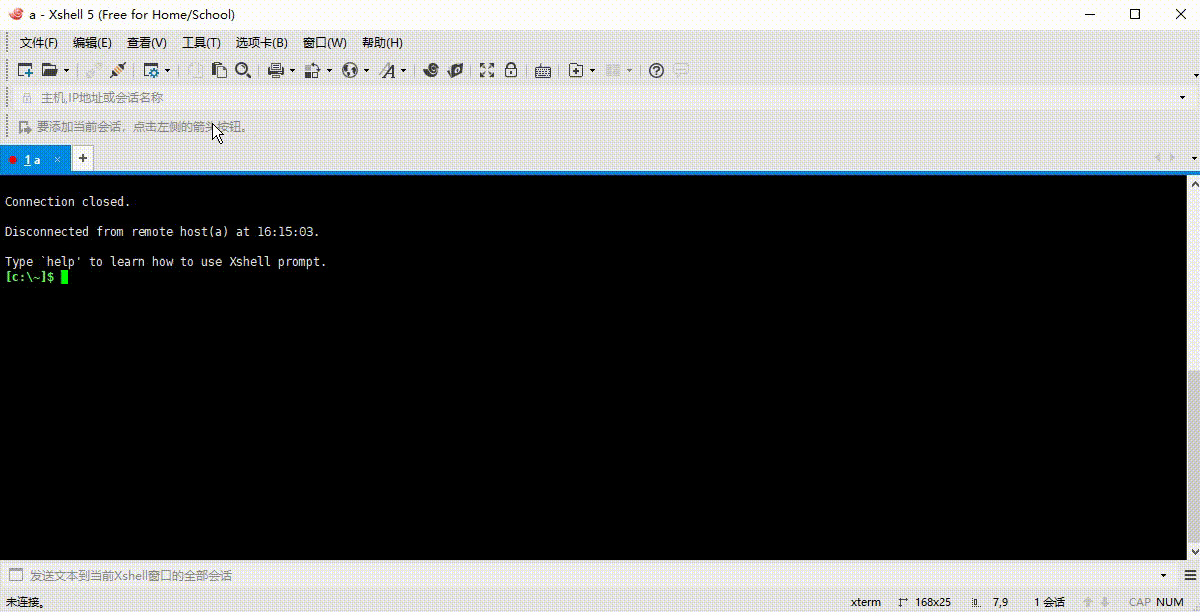 a - Xshell 5 (Free for Home/School)
文件(F) 编辑(E) 查看(V) 工具(T) 选项卡(B) 窗口(W) 帮助(H)
主机,IP地址或会话名称
要添加当前会话，点击左侧的箭头按钮。
1 a × +
Connection closed.
Disconnected from remote host(a) at 16:15:03.
Type `help' to learn how to use Xshell prompt.
[c:\~]$
发送文本到当前Xshell窗口的全部会话
未连接。 xterm 168x25 7,9 1 会话 CAP NUM